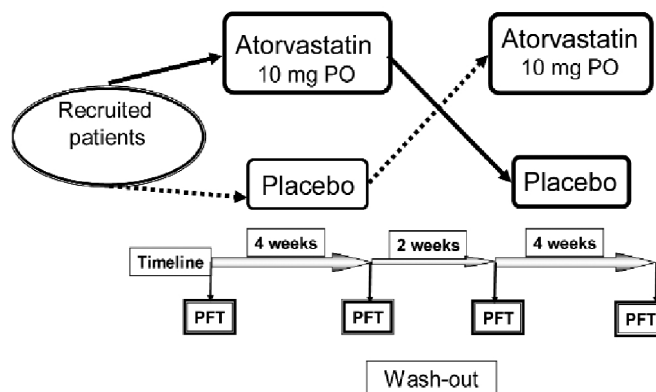 Atorvastatin
10 mg PO
Atorvastatin
10 mg PO
Recruited
patients
Placebo
Placebo
4 weeks
2 weeks
4 weeks
Timeline
PFT
PFT
PFT
PFT
Wash-out